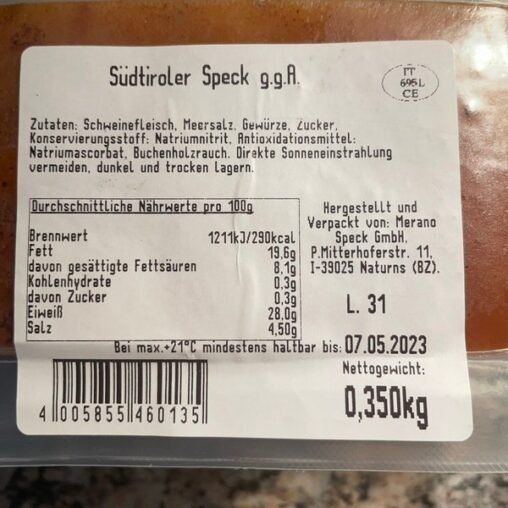 Südtiroler Speck g.g.A.
IT
695L
CE
Zutaten: Schweinefleisch, Meersalz, Gewürze, Zucker,
Konservierungsstoff: Natriumnitrit, Antioxidationsmittel:
Natriumascorbat, Buchenholzrauch. Direkte Sonneneinstrahlung
vermeiden, dunkel und trocken lagern.
Durchschnittliche Nährwerte pro 100g
Brennwert 1211kJ/290kcal
Fett 19,6g
davon gesättigte Fettsäuren 8,1g
Kohlenhydrate 0,3g
davon Zucker 0,3g
Eiweiß 28,0g
Salz 4,50g
Hergestellt und
Verpackt von: Merano
Speck GmbH,
P.Mitterhoferstr. 11,
I-39025 Naturns (BZ).
L. 31
Bei max.+21°C mindestens haltbar bis: 07.05.2023
Nettogewicht:
0,350kg
4 005855 460135